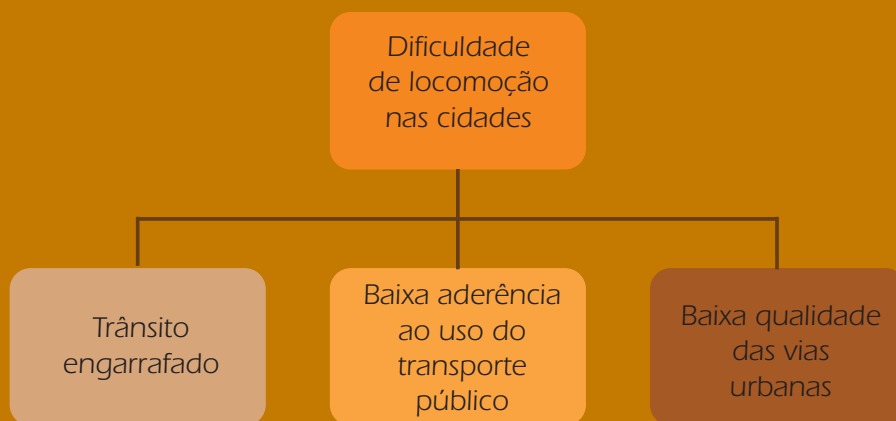 Dificuldade
de locomoção
nas cidades
Trânsito
engarrafado
Baixa aderência
ao uso do
transporte
público
Baixa qualidade
das vias
urbanas